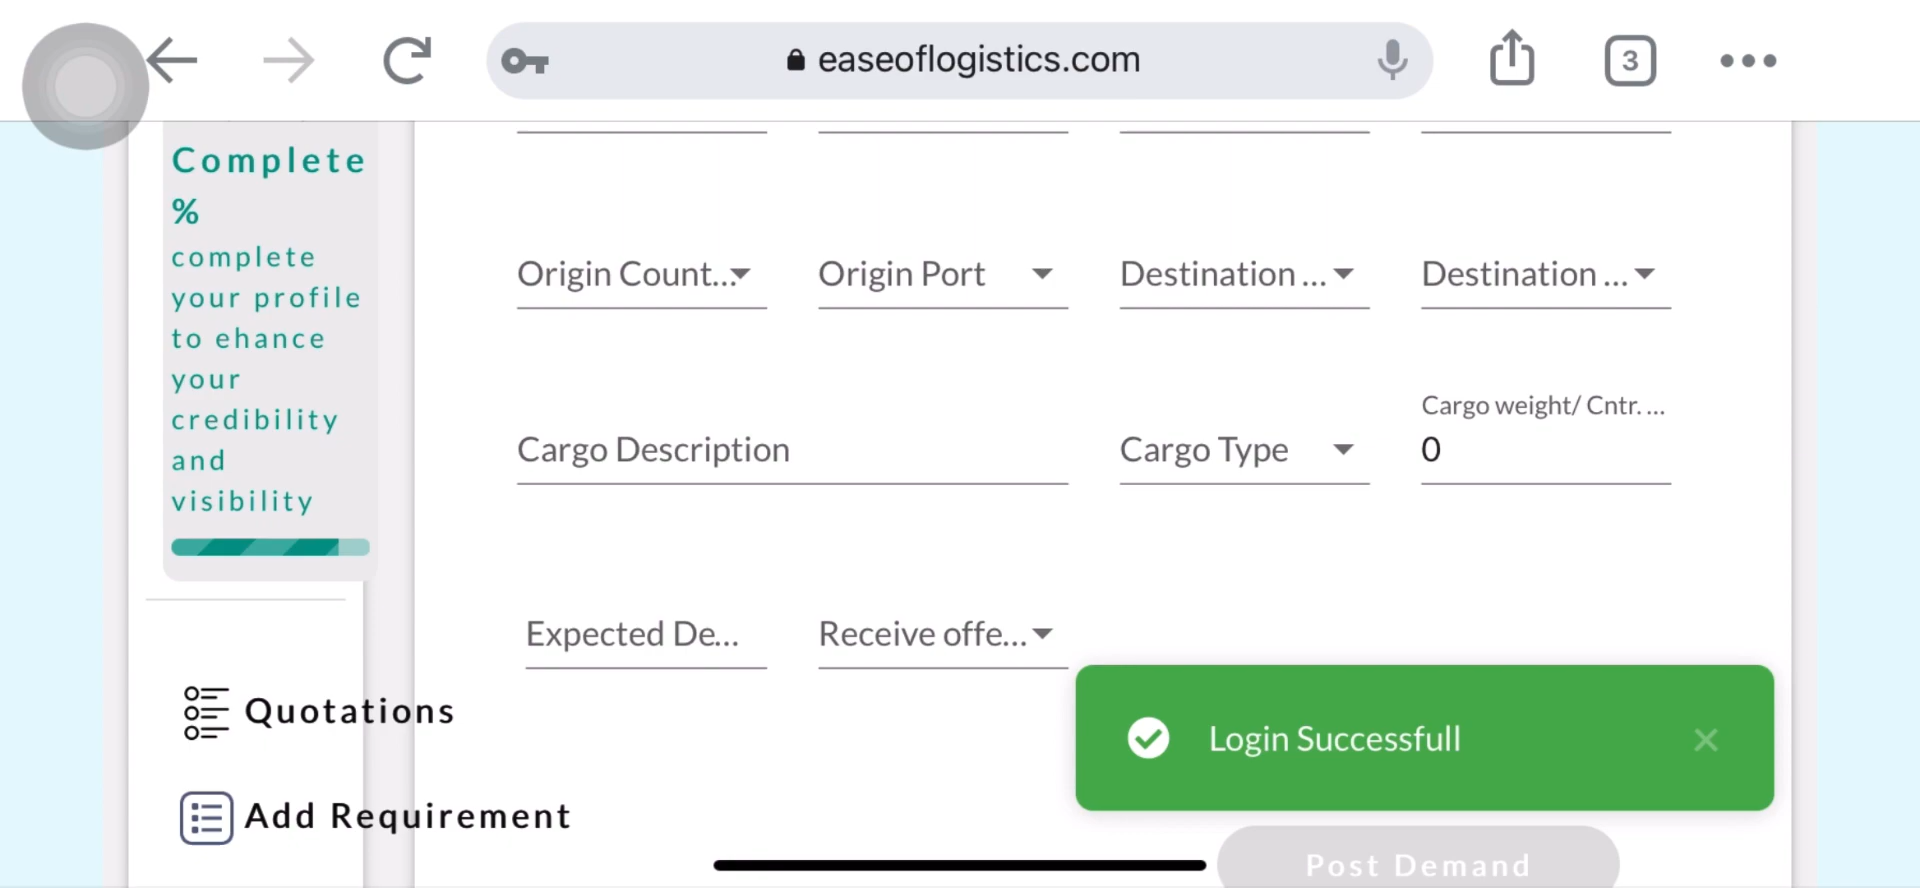 easeoflogistics.com
3
Complete
%
complete
your profile
to ehance
your
credibility
and
visibility
Origin Count...
Origin Port
Destination ...
Destination ...
Cargo Description
Cargo Type
Cargo weight/ Cntr. ...
0
Expected De...
Receive offe...
Quotations
Add Requirement
Login Successfull
Post Demand